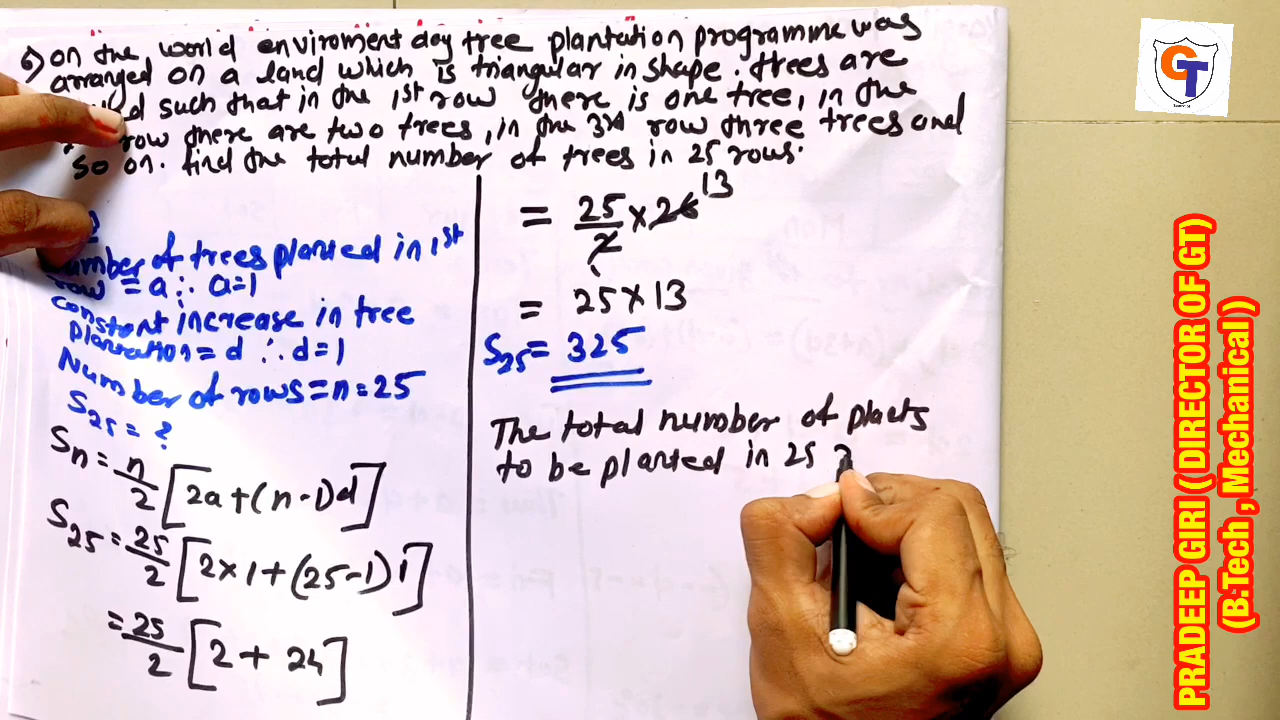 6) on the world enviroment day tree plantation programme was
arranged on a land which is triangular in shape. trees are
such that in the 1st row there is one tree, in the
row there are two trees, in the 3rd row three trees and
so on. find the total number of trees in 25 rows.
number of trees planted in 1st
row = a ∴ a=1
constant increase in tree
plantation = d ∴ d=1
Number of rows = n = 25
S25 = ?
Sn = n/2 [2a+(n-1)d]
S25 = 25/2 [2×1+(25-1)1]
= 25/2 [2 + 24]
= 25/2 × 26 13
= 25×13
S25 = 325
The total number of
to be planted in 25
GT
PRADEEP GIRI (( DIRECTOR OF GT)
(B.Tech , Mechanical ))